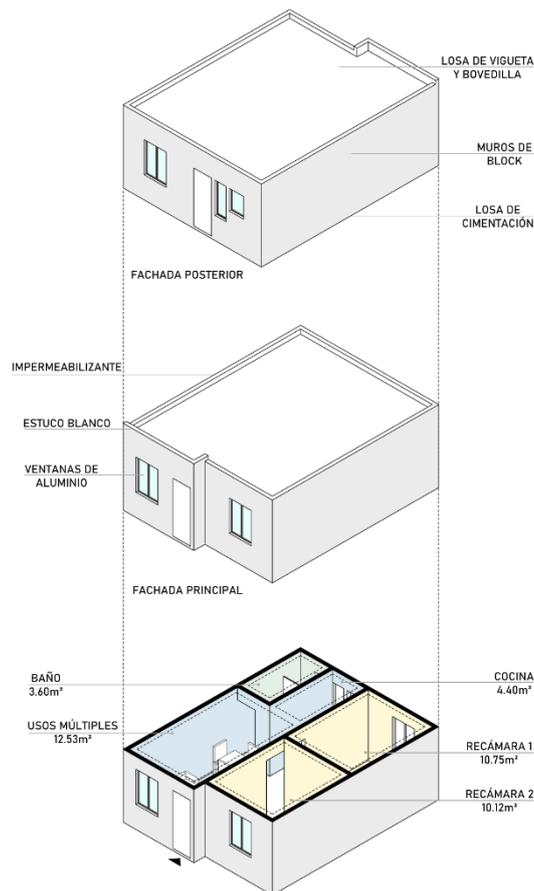 LOSA DE VIGUETA
Y BOVEDILLA
MUROS DE
BLOCK
LOSA DE
CIMENTACIÓN
FACHADA POSTERIOR
IMPERMEABILIZANTE
ESTUCO BLANCO
VENTANAS DE
ALUMINIO
FACHADA PRINCIPAL
BAÑO
3.60m²
COCINA
4.40m²
USOS MÚLTIPLES
12.53m²
RECÁMARA 1
10.75m²
RECÁMARA 2
10.12m²